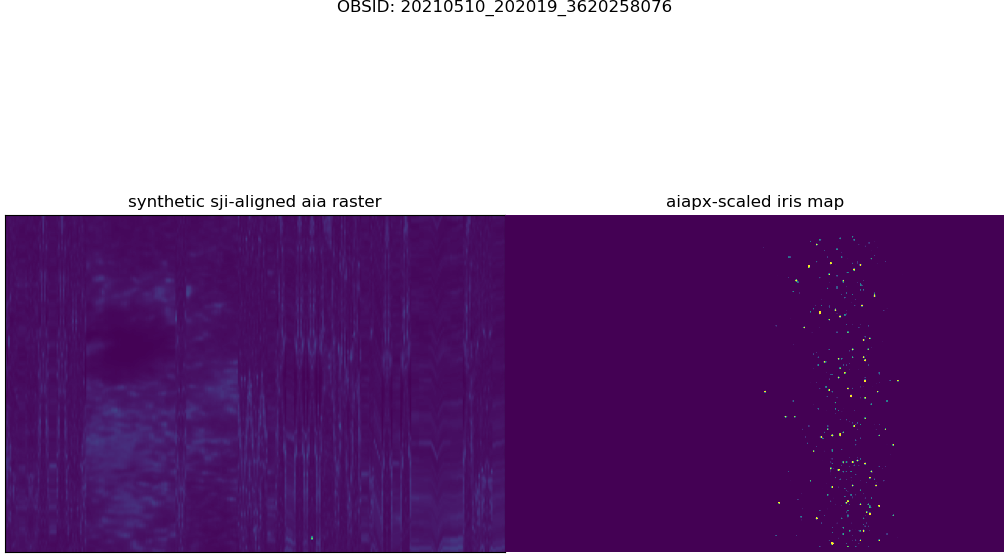 OBSID: 20210510_202019_3620258076
synthetic sji-aligned aia raster
aiapx-scaled iris map